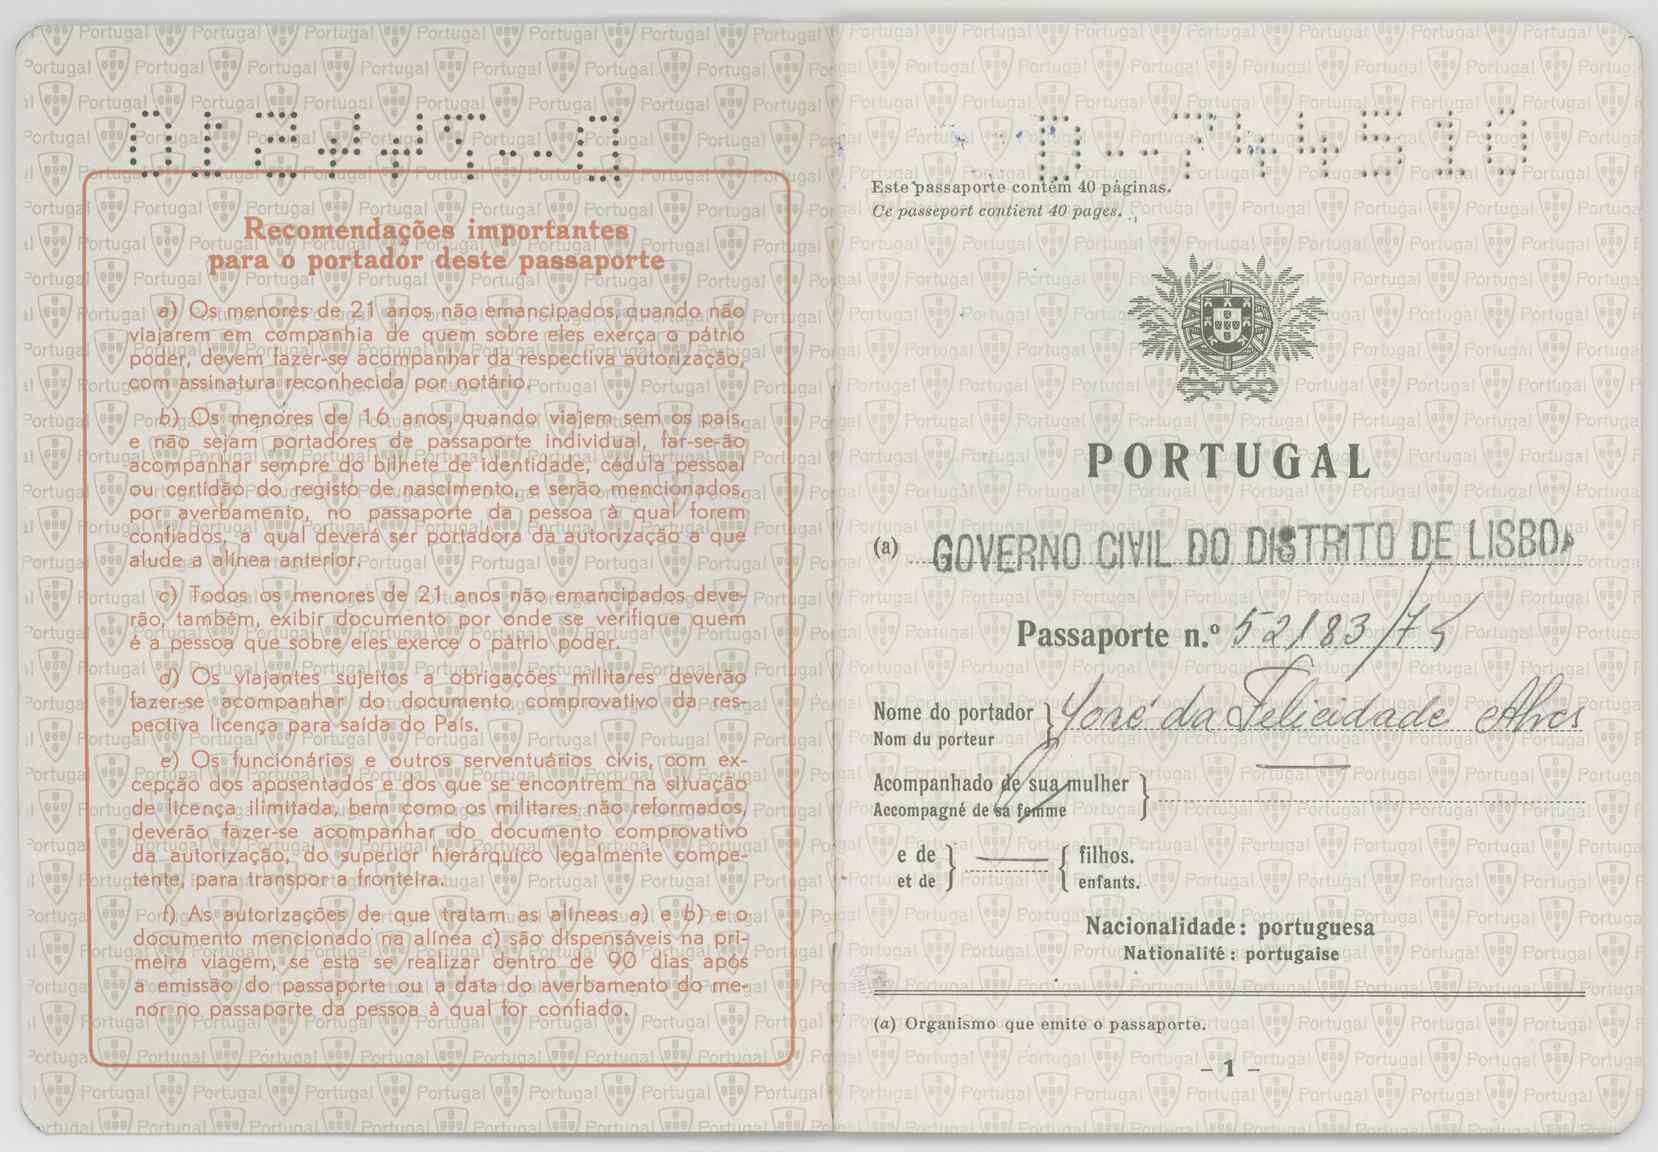 Recomendações importantes
para o portador deste passaporte
a) Os menores de 21 anos não emancipados, quando não
viajarem em companhia de quem sobre eles exerça o pátrio
poder, devem fazer-se acompanhar da respectiva autorização,
com assinatura reconhecida por notário.
b) Os menores de 16 anos, quando viajem sem os pais,
e não sejam portadores de passaporte individual, far-se-ão
acompanhar sempre do bilhete de identidade, cédula pessoal
ou certidão do registo de nascimento, e serão mencionados,
por averbamento, no passaporte da pessoa à qual forem
confiados, a qual deverá ser portadora da autorização a que
alude a alínea anterior.
c) Todos os menores de 21 anos não emancipados deve-
rão, também, exibir documento por onde se verifique quem
é a pessoa que sobre eles exerce o pátrio poder.
d) Os viajantes sujeitos a obrigações militares deverão
fazer-se acompanhar do documento comprovativo da res-
pectiva licença para saída do País.
e) Os funcionários e outros serventuários civis, com ex-
cepção dos aposentados e dos que se encontrem na situação
de licença ilimitada, bem como os militares não reformados,
deverão fazer-se acompanhar do documento comprovativo
da autorização, do superior hierárquico legalmente compe-
tente, para transpor a fronteira.
f) As autorizações de que tratam as alíneas a) e b) e o
documento mencionado na alínea c) são dispensáveis na pri-
meira viagem, se esta se realizar dentro de 90 dias após
a emissão do passaporte ou a data do averbamento do me-
nor no passaporte da pessoa à qual for confiado.
D--744510
Este passaporte contém 40 páginas.
Ce passeport contient 40 pages.
PORTUGAL
(a) GOVERNO CIVIL DO DISTRITO DE LISBOA
Passaporte n.º 52183/75
Nome do portador } José da Felicidade Alves
Nom du porteur
Acompanhado de sua mulher }
Accompagné de sa femme
e de } { filhos.
et de enfants.
Nacionalidade: portuguesa
Nationalité: portugaise
(a) Organismo que emite o passaporte.
– 1 –